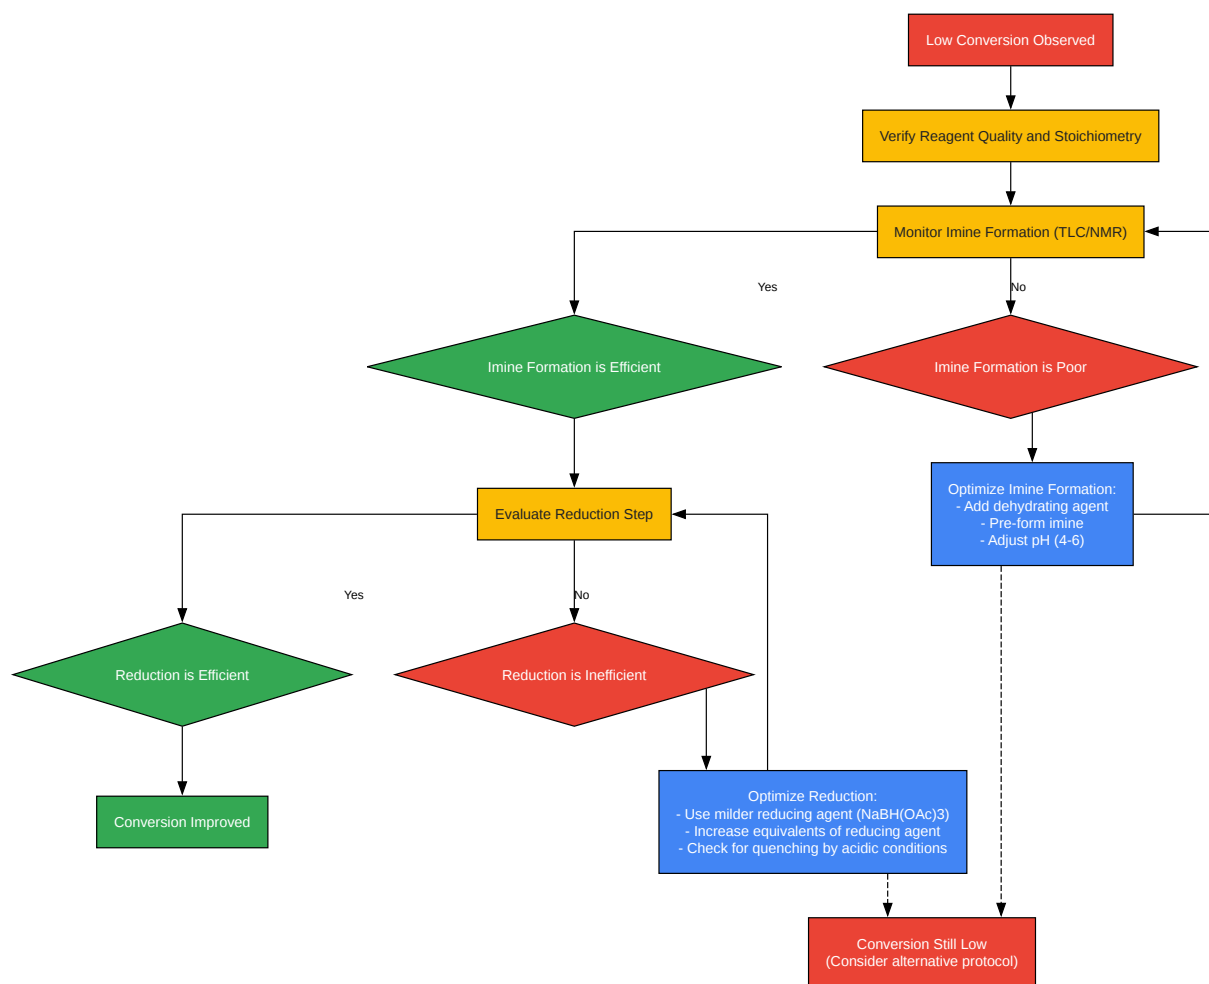 Low Conversion Observed
Verify Reagent Quality and Stoichiometry
Monitor Imine Formation (TLC/NMR)
Yes
No
Imine Formation is Efficient
Imine Formation is Poor
Evaluate Reduction Step
Optimize Imine Formation:
- Add dehydrating agent
- Pre-form imine
- Adjust pH (4-6)
Yes
No
Reduction is Efficient
Reduction is Inefficient
Conversion Improved
Optimize Reduction:
- Use milder reducing agent (NaBH(OAc)3)
- Increase equivalents of reducing agent
- Check for quenching by acidic conditions
Conversion Still Low
(Consider alternative protocol)